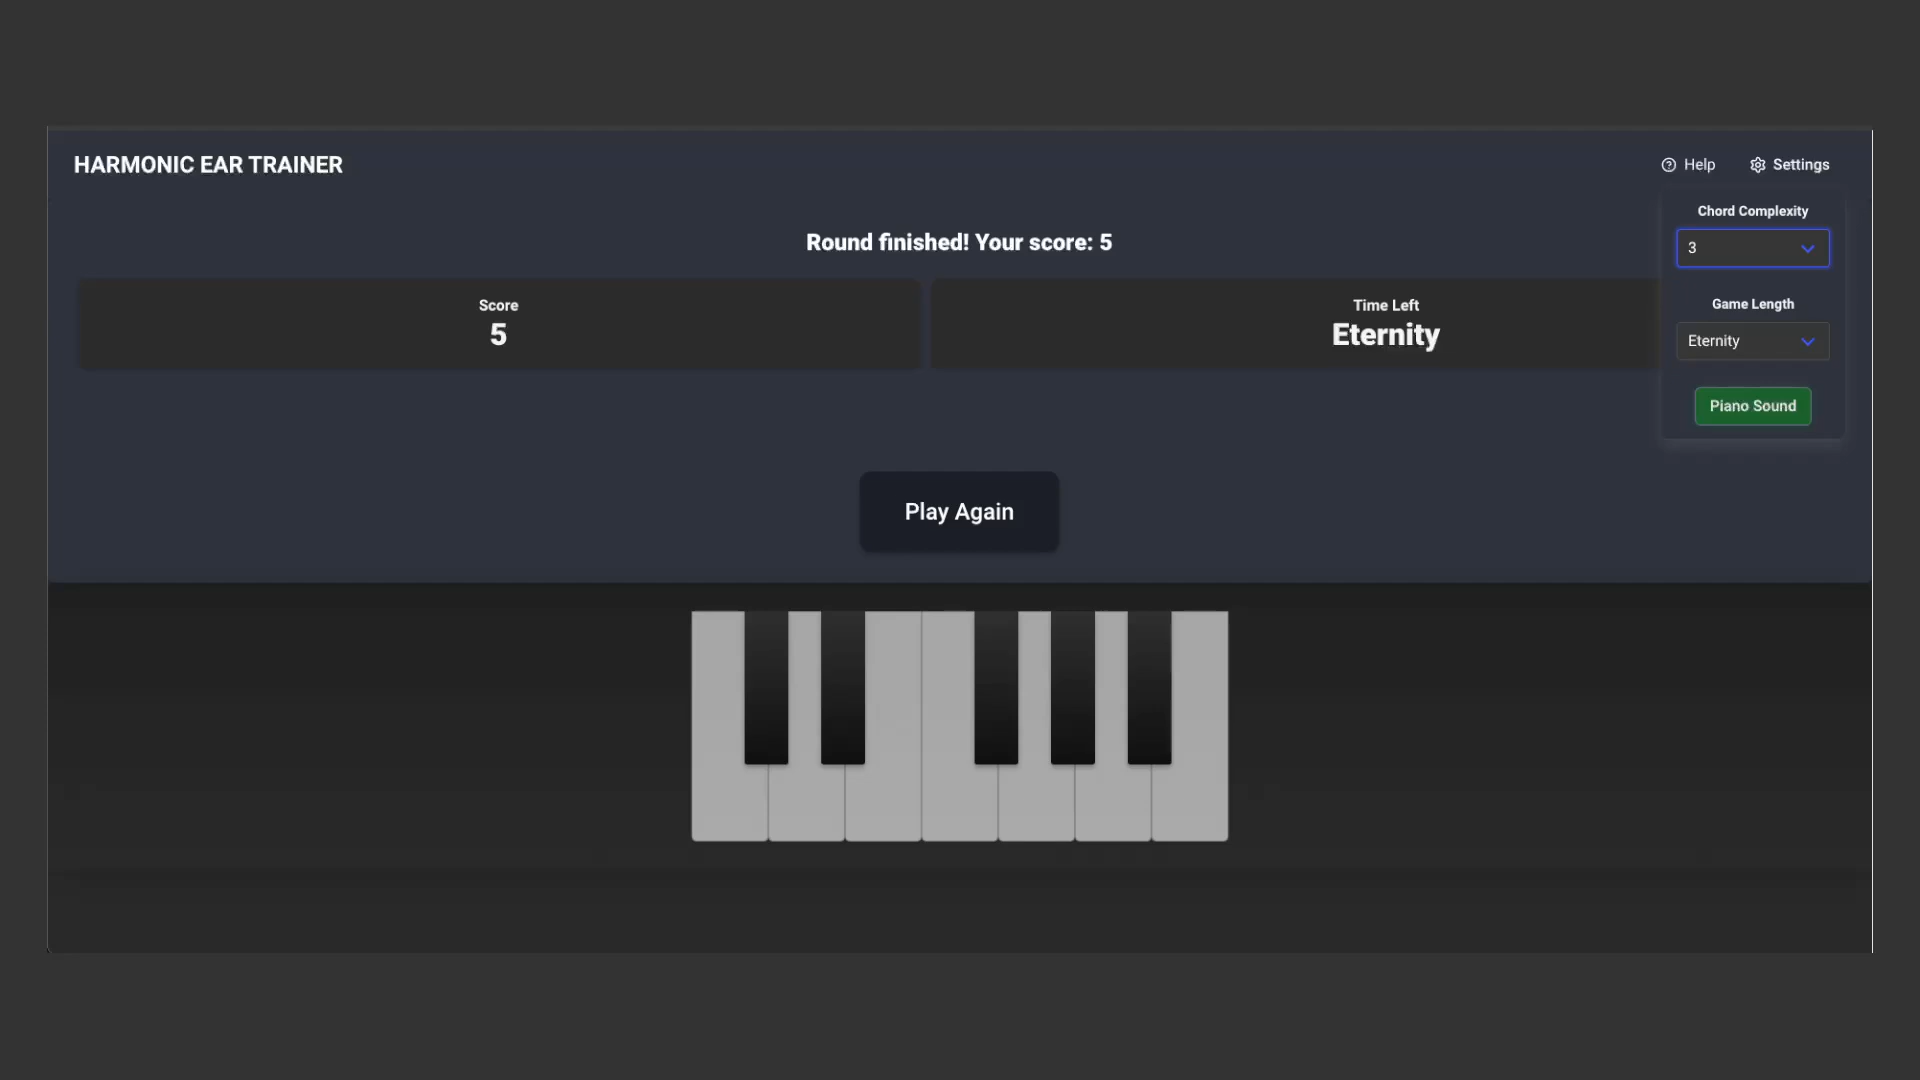 HARMONIC EAR TRAINER
Help
Settings
Chord Complexity
3
Game Length
Eternity
Piano Sound
Round finished! Your score: 5
Score
5
Time Left
Eternity
Play Again